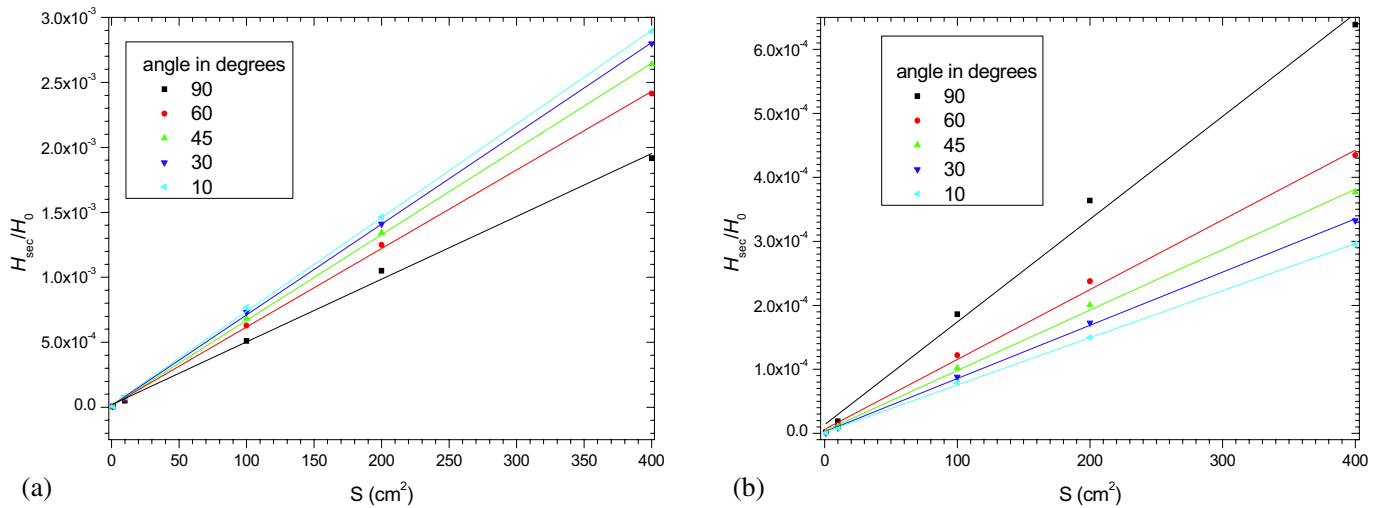 3.0x10⁻³
2.5x10⁻³
2.0x10⁻³
1.5x10⁻³
1.0x10⁻³
5.0x10⁻⁴
0.0
H_sec/H_0
angle in degrees
90
60
45
30
10
0 50 100 150 200 250 300 350 400
S (cm²)
(a)
6.0x10⁻⁴
5.0x10⁻⁴
4.0x10⁻⁴
3.0x10⁻⁴
2.0x10⁻⁴
1.0x10⁻⁴
0.0
H_sec/H_0
angle in degrees
90
60
45
30
10
0 100 200 300 400
S (cm²)
(b)